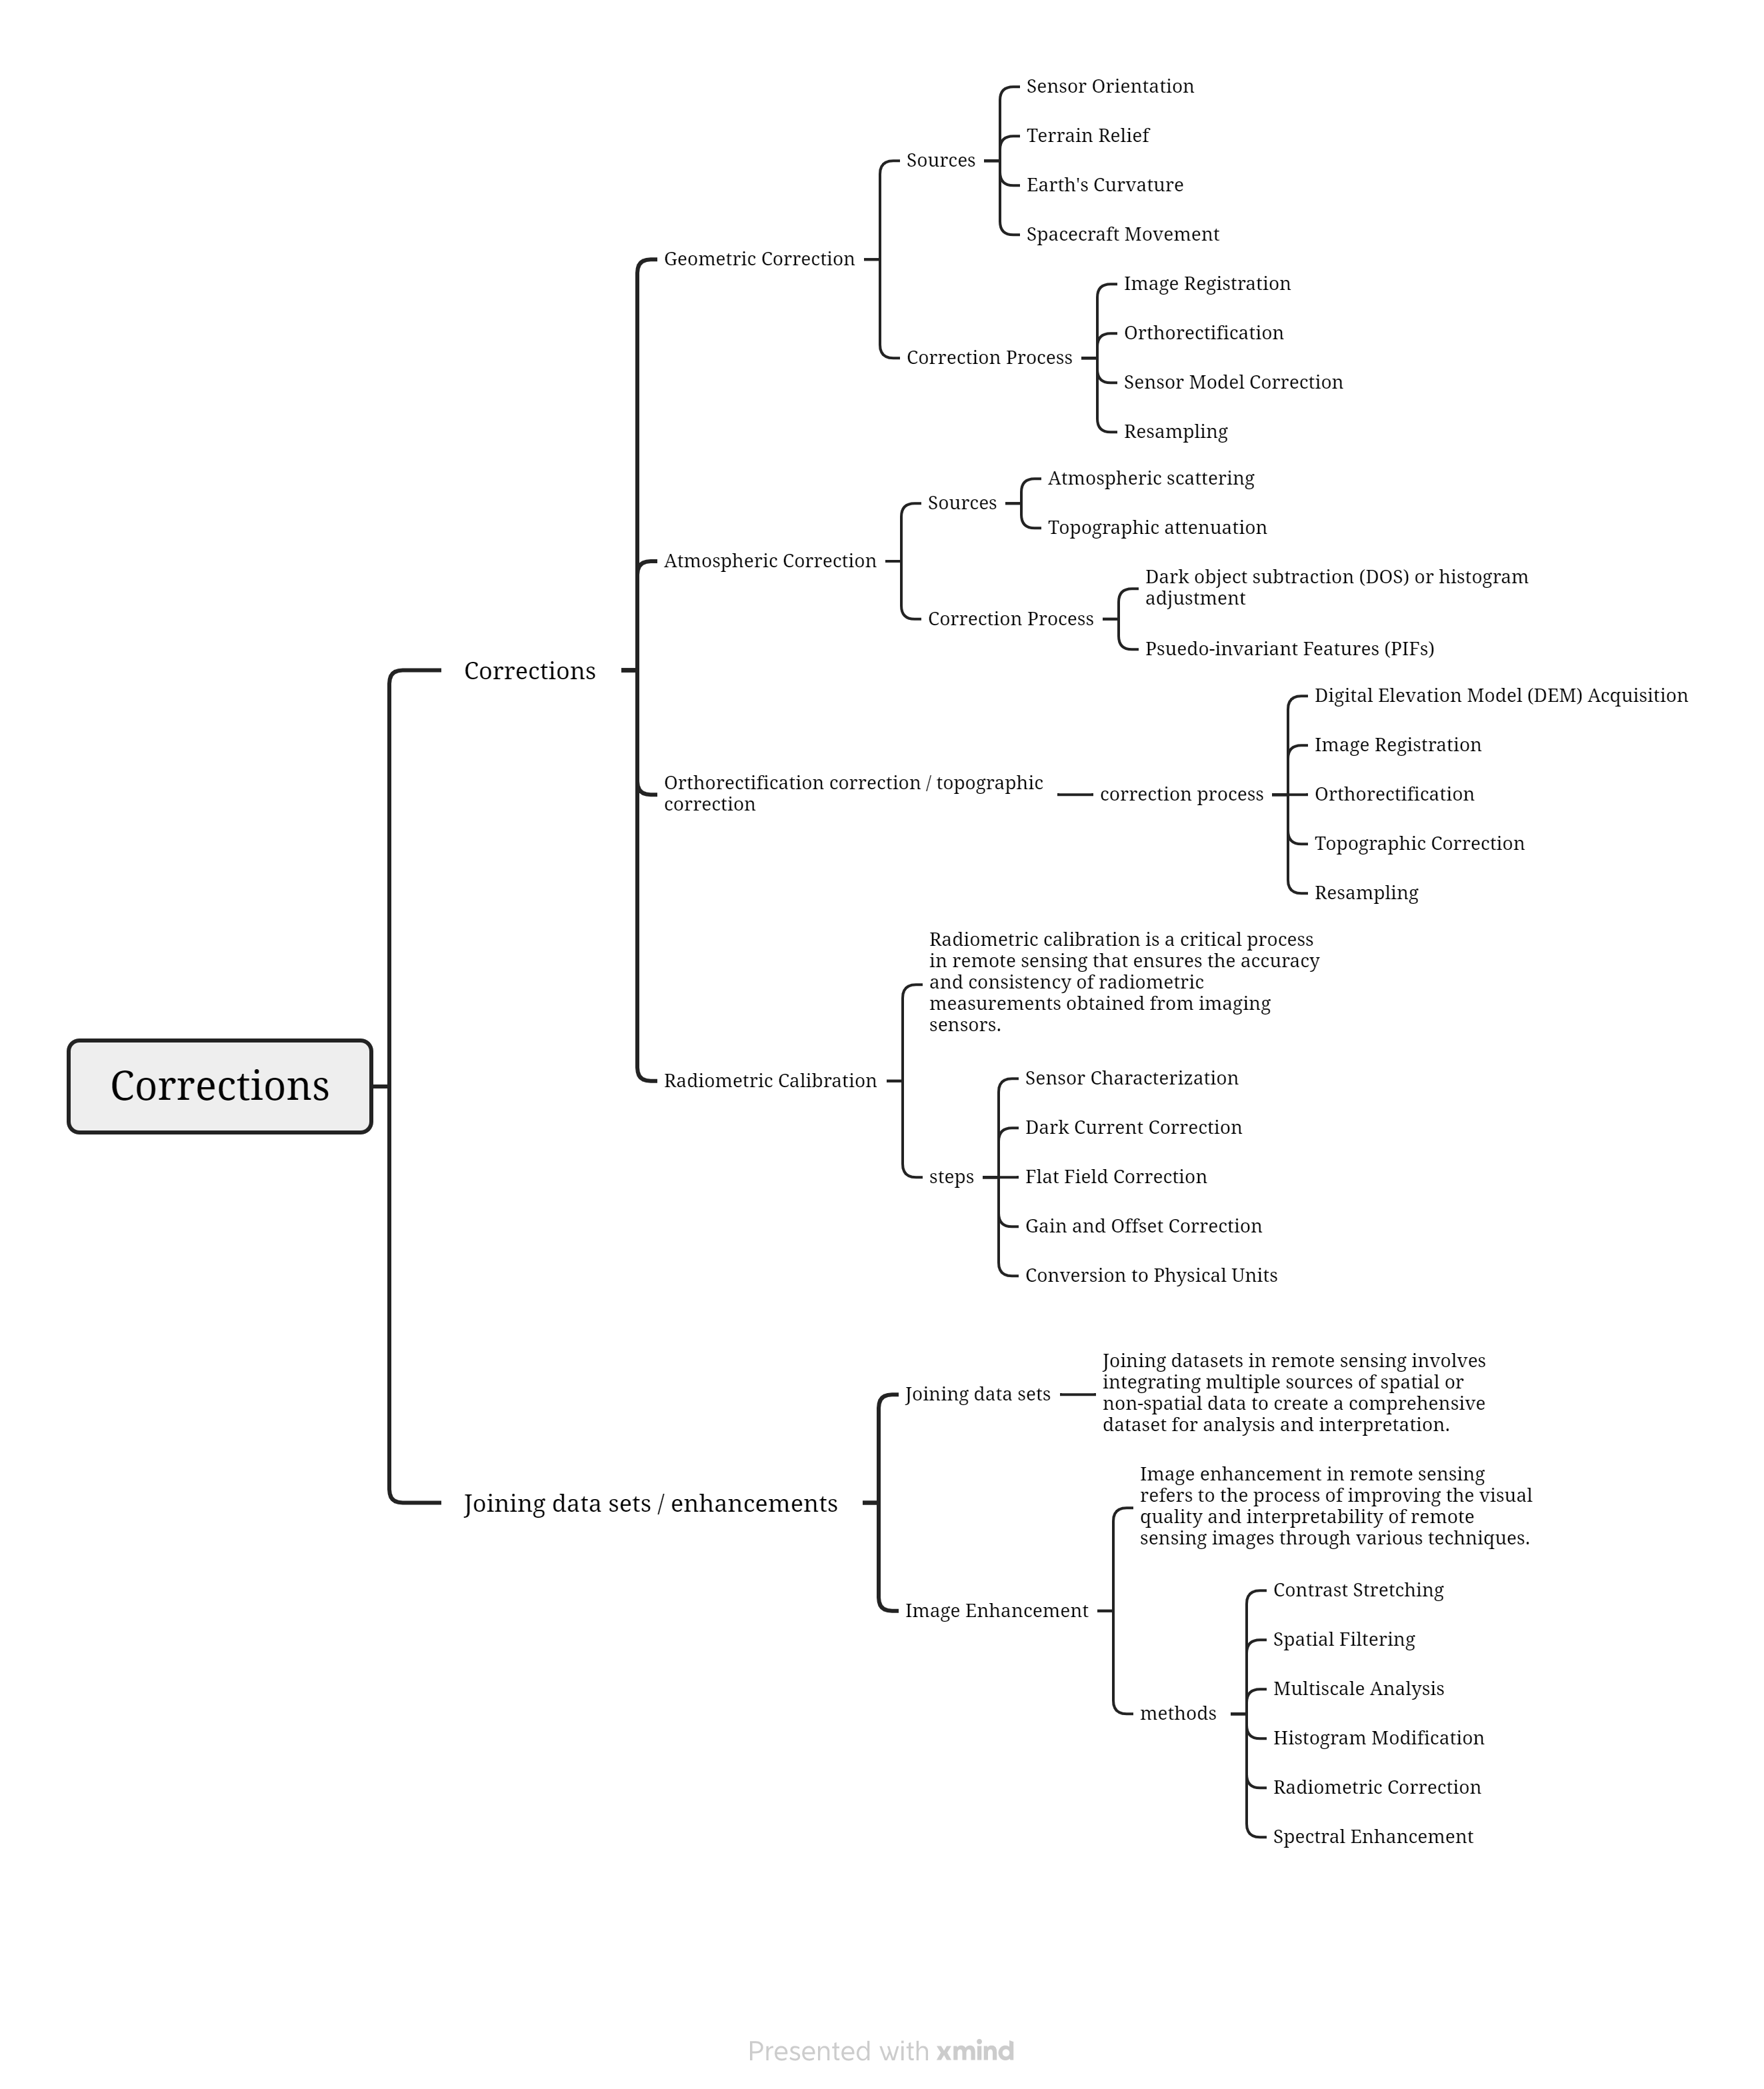 Corrections
Corrections
Geometric Correction
Sources
Sensor Orientation
Terrain Relief
Earth's Curvature
Spacecraft Movement
Correction Process
Image Registration
Orthorectification
Sensor Model Correction
Resampling
Atmospheric Correction
Sources
Atmospheric scattering
Topographic attenuation
Correction Process
Dark object subtraction (DOS) or histogram
adjustment
Psuedo-invariant Features (PIFs)
Orthorectification correction / topographic
correction
correction process
Digital Elevation Model (DEM) Acquisition
Image Registration
Orthorectification
Topographic Correction
Resampling
Radiometric Calibration
Radiometric calibration is a critical process
in remote sensing that ensures the accuracy
and consistency of radiometric
measurements obtained from imaging
sensors.
steps
Sensor Characterization
Dark Current Correction
Flat Field Correction
Gain and Offset Correction
Conversion to Physical Units
Joining data sets / enhancements
Joining data sets
Joining datasets in remote sensing involves
integrating multiple sources of spatial or
non-spatial data to create a comprehensive
dataset for analysis and interpretation.
Image Enhancement
Image enhancement in remote sensing
refers to the process of improving the visual
quality and interpretability of remote
sensing images through various techniques.
methods
Contrast Stretching
Spatial Filtering
Multiscale Analysis
Histogram Modification
Radiometric Correction
Spectral Enhancement
Presented with xmind